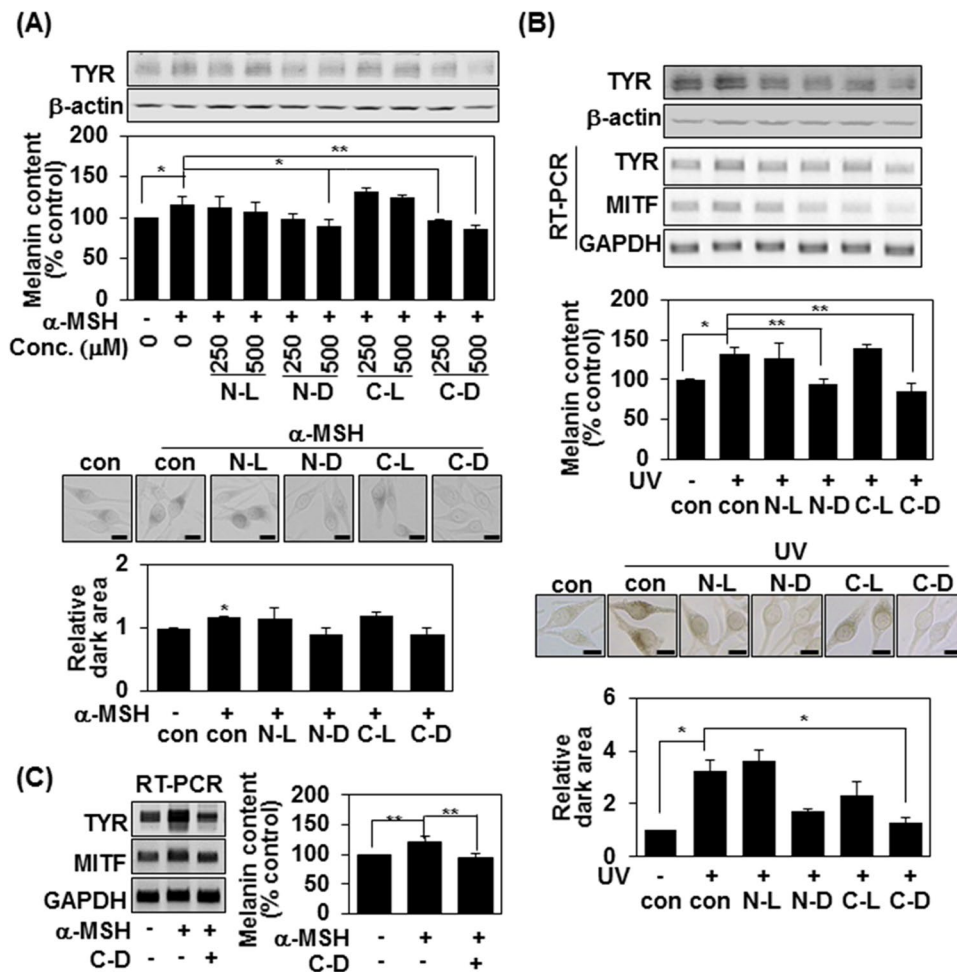 (A)
TYR
β-actin
Melanin content
(% control)
200
150
100
50
0
* * **
α-MSH - + + + + + + + + +
Conc. (μM) 0 0 250 500 250 500 250 500 250 500
N-L N-D C-L C-D
α-MSH
con con N-L N-D C-L C-D
Relative
dark area
2
1
0
*
α-MSH - + + + + +
con con N-L N-D C-L C-D
(B)
TYR
β-actin
RT-PCR
TYR
MITF
GAPDH
Melanin content
(% control)
200
150
100
50
0
* ** **
UV - + + + + +
con con N-L N-D C-L C-D
UV
con con N-L N-D C-L C-D
Relative
dark area
6
4
2
0
* *
UV - + + + + +
con con N-L N-D C-L C-D
(C)
RT-PCR
TYR
MITF
GAPDH
α-MSH - + +
C-D - - +
Melanin content
(% control)
200
150
100
50
0
** **
α-MSH - + +
C-D - - +